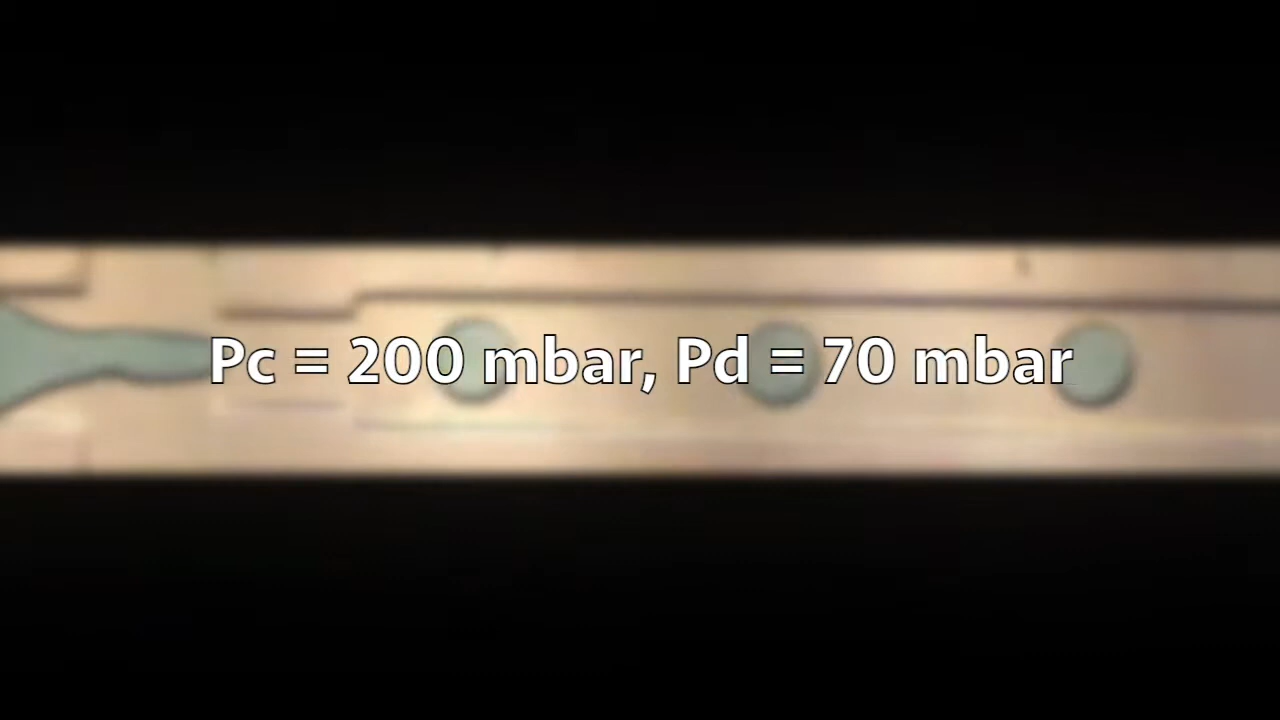 Pc = 200 mbar, Pd = 70 mbar